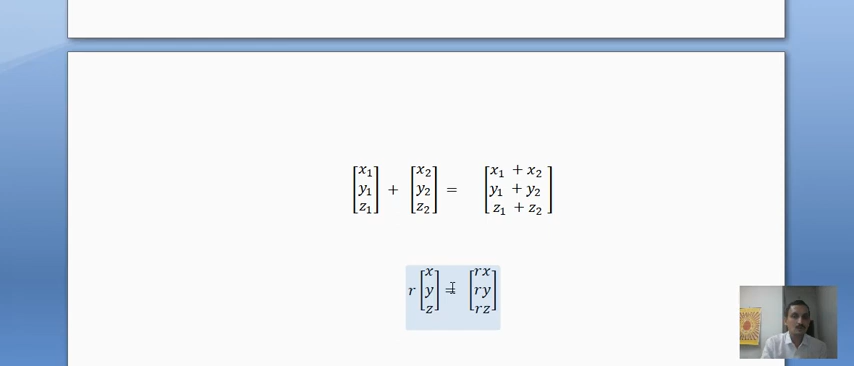 [x₁ y₁ z₁] + [x₂ y₂ z₂] = [x₁ + x₂ y₁ + y₂ z₁ + z₂]
r [x y z] = [rx ry rz]